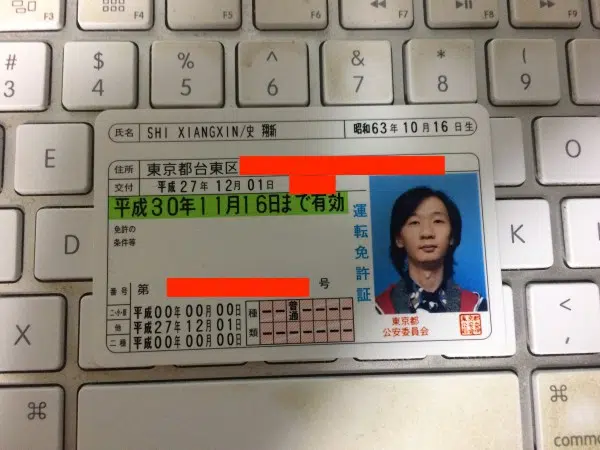 F3
F4
F5
F6
F7
F8
F9
# 3
$ 4
% 5
^ 6
& 7
* 8
( 9
氏名 SHI XIANGXIN/史 翔新 昭和63年10月16日生
住所 東京都台東区
交付 平成27年12月01日
平成30年11月16日まで有効
免許の
条件等
運転免許証
番号 第 号
二・小・原 平成00年00月00日
他 平成27年12月01日
二種 平成00年00月00日
種類 普通
東京都
公安委員会
E
O
D
K
L
X
<
,
⌘
⌘